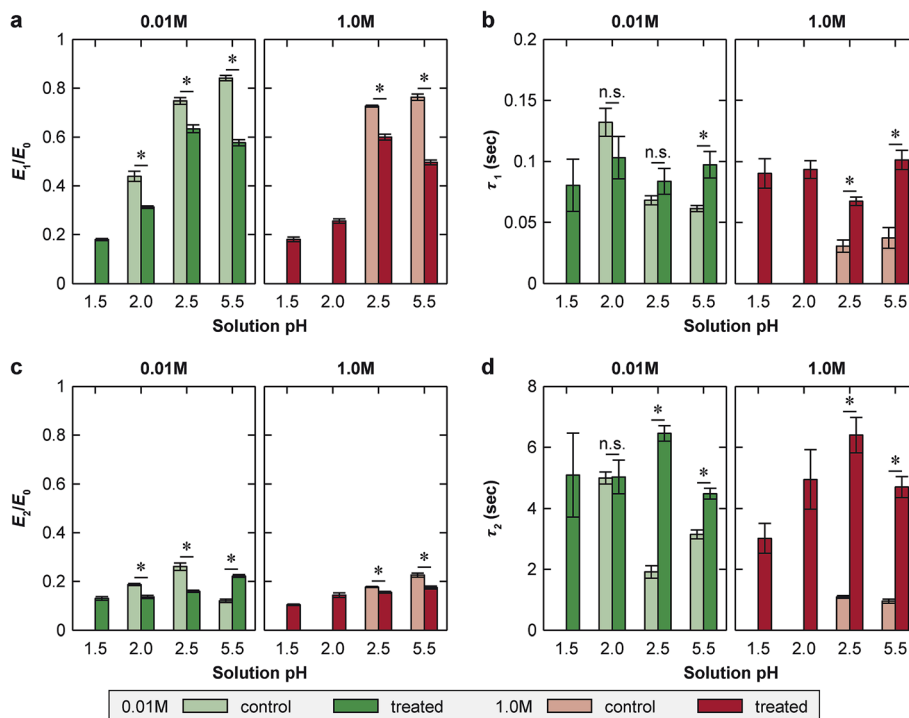 a
0.01M
1.0M
E1/E0
1
0.8
0.6
0.4
0.2
0
*
*
*
*
*
1.5
2.0
2.5
5.5
1.5
2.0
2.5
5.5
Solution pH
b
0.01M
1.0M
τ1 (sec)
0.2
0.15
0.1
0.05
0
n.s.
n.s.
*
*
*
1.5
2.0
2.5
5.5
1.5
2.0
2.5
5.5
Solution pH
c
0.01M
1.0M
E2/E0
1
0.8
0.6
0.4
0.2
0
*
*
*
*
*
1.5
2.0
2.5
5.5
1.5
2.0
2.5
5.5
Solution pH
d
0.01M
1.0M
τ2 (sec)
8
6
4
2
0
n.s.
*
*
*
*
1.5
2.0
2.5
5.5
1.5
2.0
2.5
5.5
Solution pH
0.01M control treated 1.0M control treated